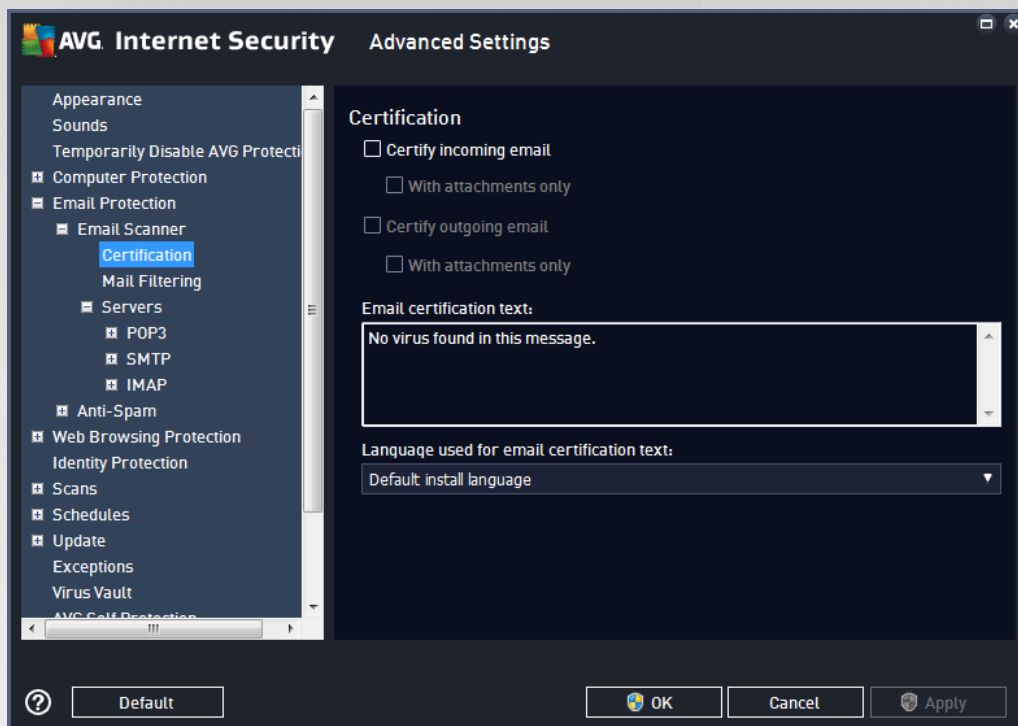 AVG. Internet Security Advanced Settings
Appearance
Sounds
Temporarily Disable AVG Protecti
Computer Protection
Email Protection
Email Scanner
Certification
Mail Filtering
Servers
POP3
SMTP
IMAP
Anti-Spam
Web Browsing Protection
Identity Protection
Scans
Schedules
Update
Exceptions
Virus Vault
AVG Self Protection
Certification
Certify incoming email
With attachments only
Certify outgoing email
With attachments only
Email certification text:
No virus found in this message.
Language used for email certification text:
Default install language
? Default OK Cancel Apply